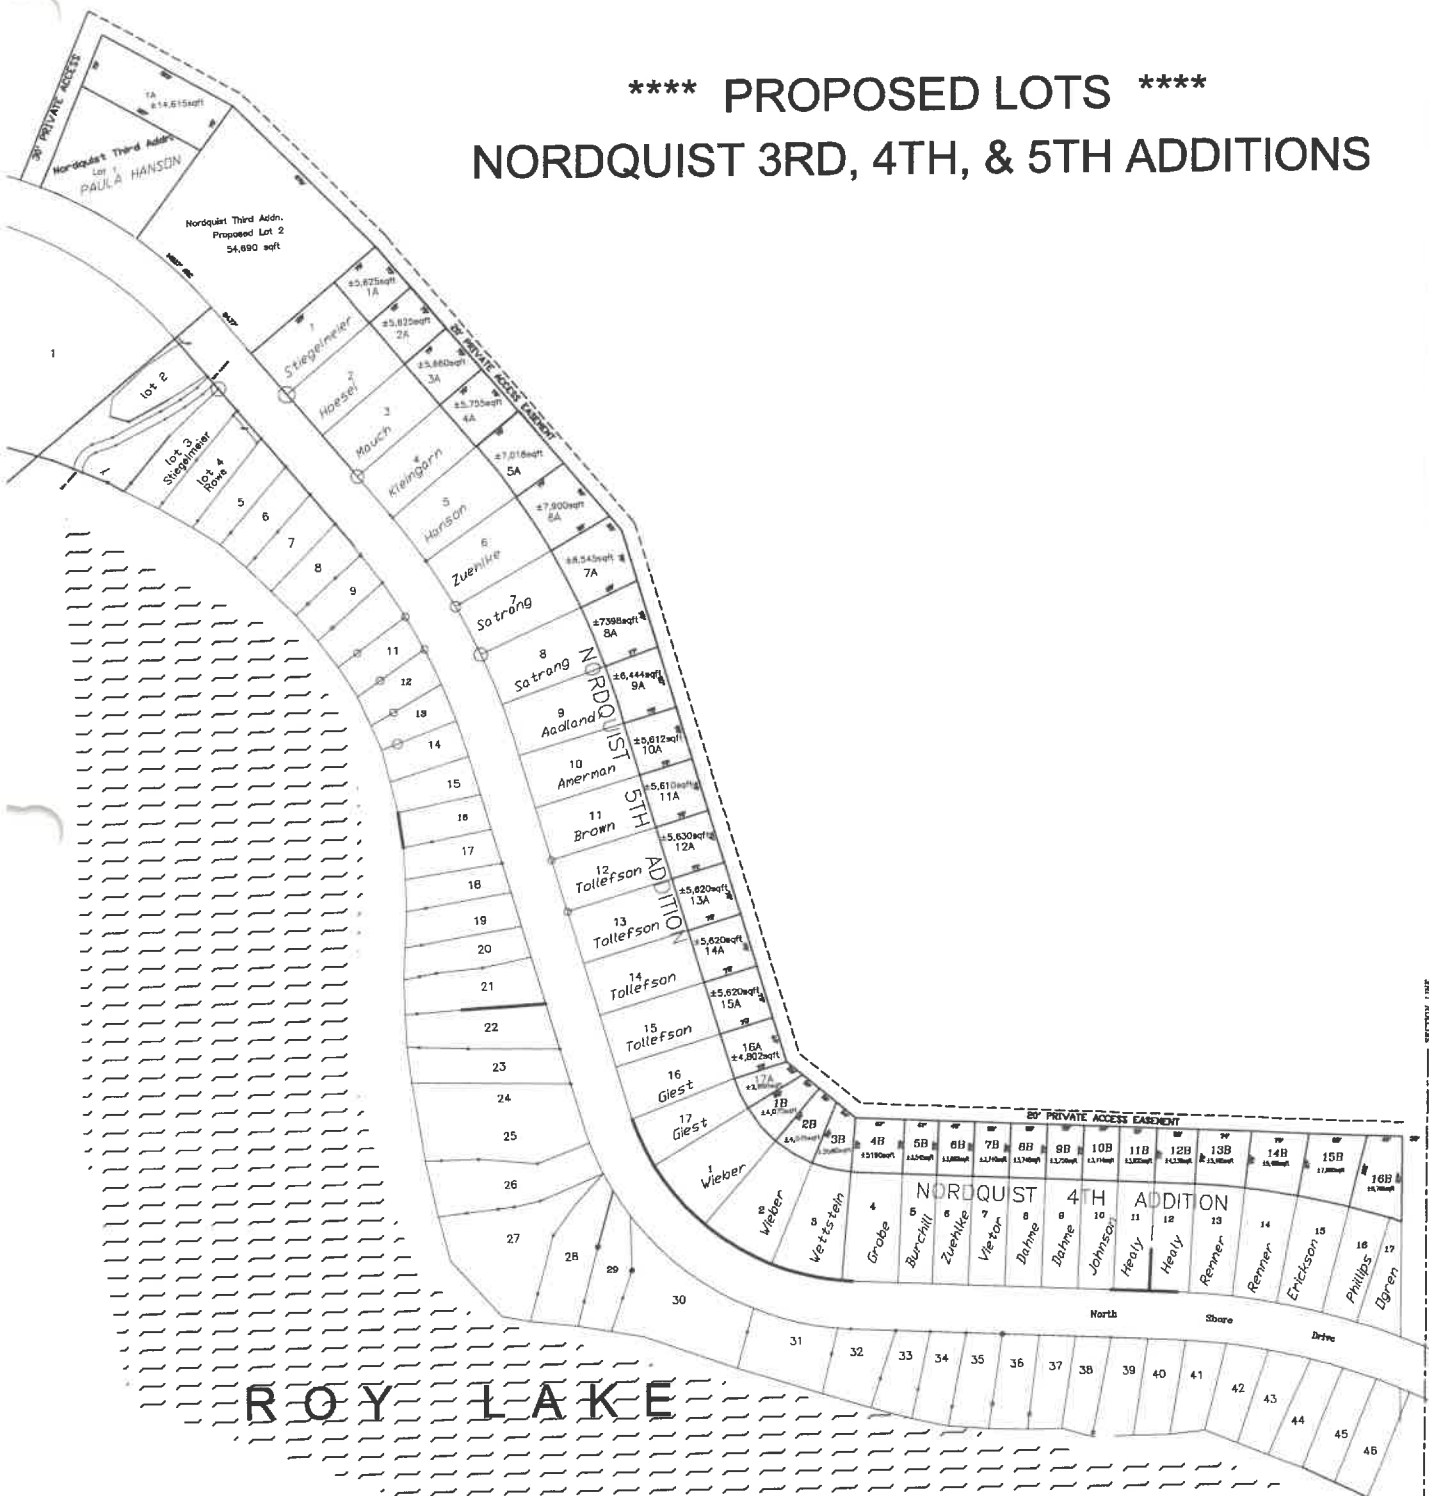 **** PROPOSED LOTS ****
NORDQUIST 3RD, 4TH, & 5TH ADDITIONS
30' PRIVATE ACCESS
1A
±14,615sqft
Nordquist Third Addn.
Lot 1
PAULA HANSON
Nordquist Third Addn.
Proposed Lot 2
54,690 sqft
20' PRIVATE ACCESS EASEMENT
±5,625sqft
1A
±5,625sqft
2A
±5,660sqft
3A
±5,755sqft
4A
±7,018sqft
5A
±7,900sqft
6A
±8,543sqft
7A
±7398sqft
8A
±6,444sqft
9A
±5,612sqft
10A
±5,610sqft
11A
±5,630sqft
12A
±5,620sqft
13A
±5,620sqft
14A
±5,620sqft
15A
16A
±4,802sqft
17A
1
Stiegelmeier
2
Hoesel
3
Mauch
4
Kleingarn
5
Hanson
6
Zuehlke
7
Satrang
8
Satrang
9
Aadland
10
Amerman
11
Brown
12
Tollefson
13
Tollefson
14
Tollefson
15
Tollefson
16
Giest
17
Giest
NORDQUIST 5TH ADDITION
1
lot 2
lot 3
Stiegelmeier
lot 4
Rowe
5
6
7
8
9
11
12
13
14
15
16
17
18
19
20
21
22
23
24
25
26
27
28
29
30
31
32
33
34
35
36
37
38
39
40
41
42
43
44
45
46
20' PRIVATE ACCESS EASEMENT
1B
2B
3B
4B
5B
6B
7B
8B
9B
10B
11B
12B
13B
14B
15B
16B
NORDQUIST 4TH ADDITION
1
Wieber
2
Wieber
3
Wettstein
4
Grobe
5
Burchill
6
Zuehlke
7
Vietor
8
Dahme
9
Dahme
10
Johnson
11
Healy
12
Healy
13
Renner
14
Renner
15
Erickson
16
Phillips
17
Ogren
North Shore Drive
ROY LAKE